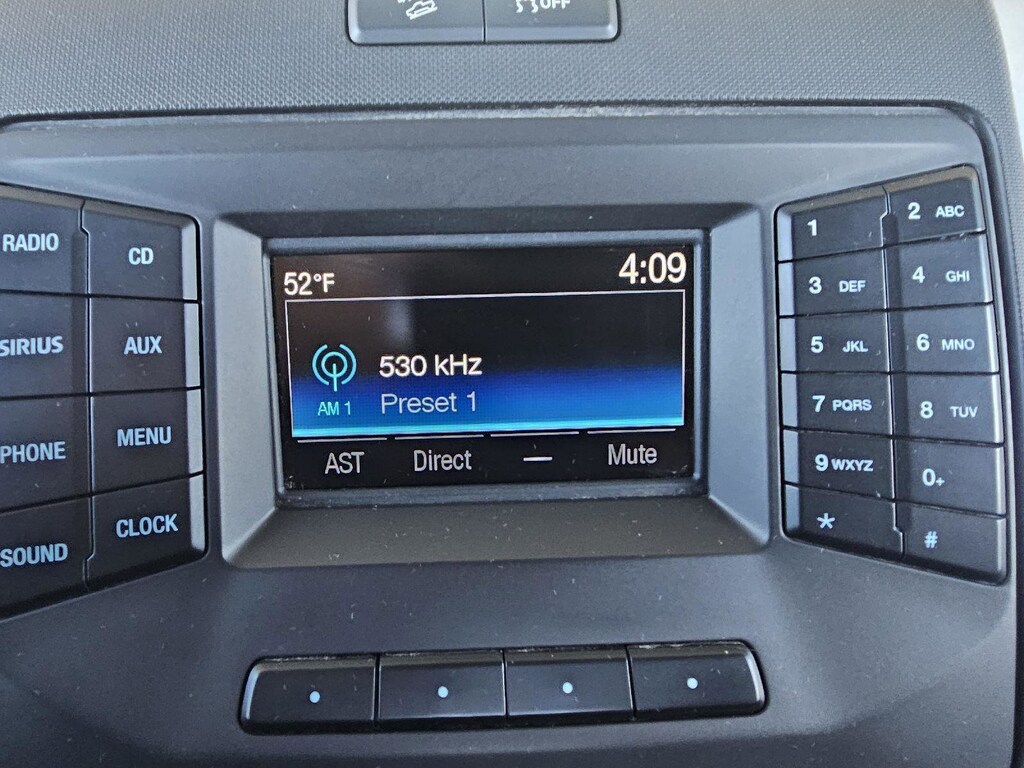 OFF
RADIO
CD
SIRIUS
AUX
PHONE
MENU
SOUND
CLOCK
52°F
4:09
530 kHz
AM 1
Preset 1
AST
Direct
—
Mute
1
2 ABC
3 DEF
4 GHI
5 JKL
6 MNO
7 PQRS
8 TUV
9 WXYZ
0+
*
#